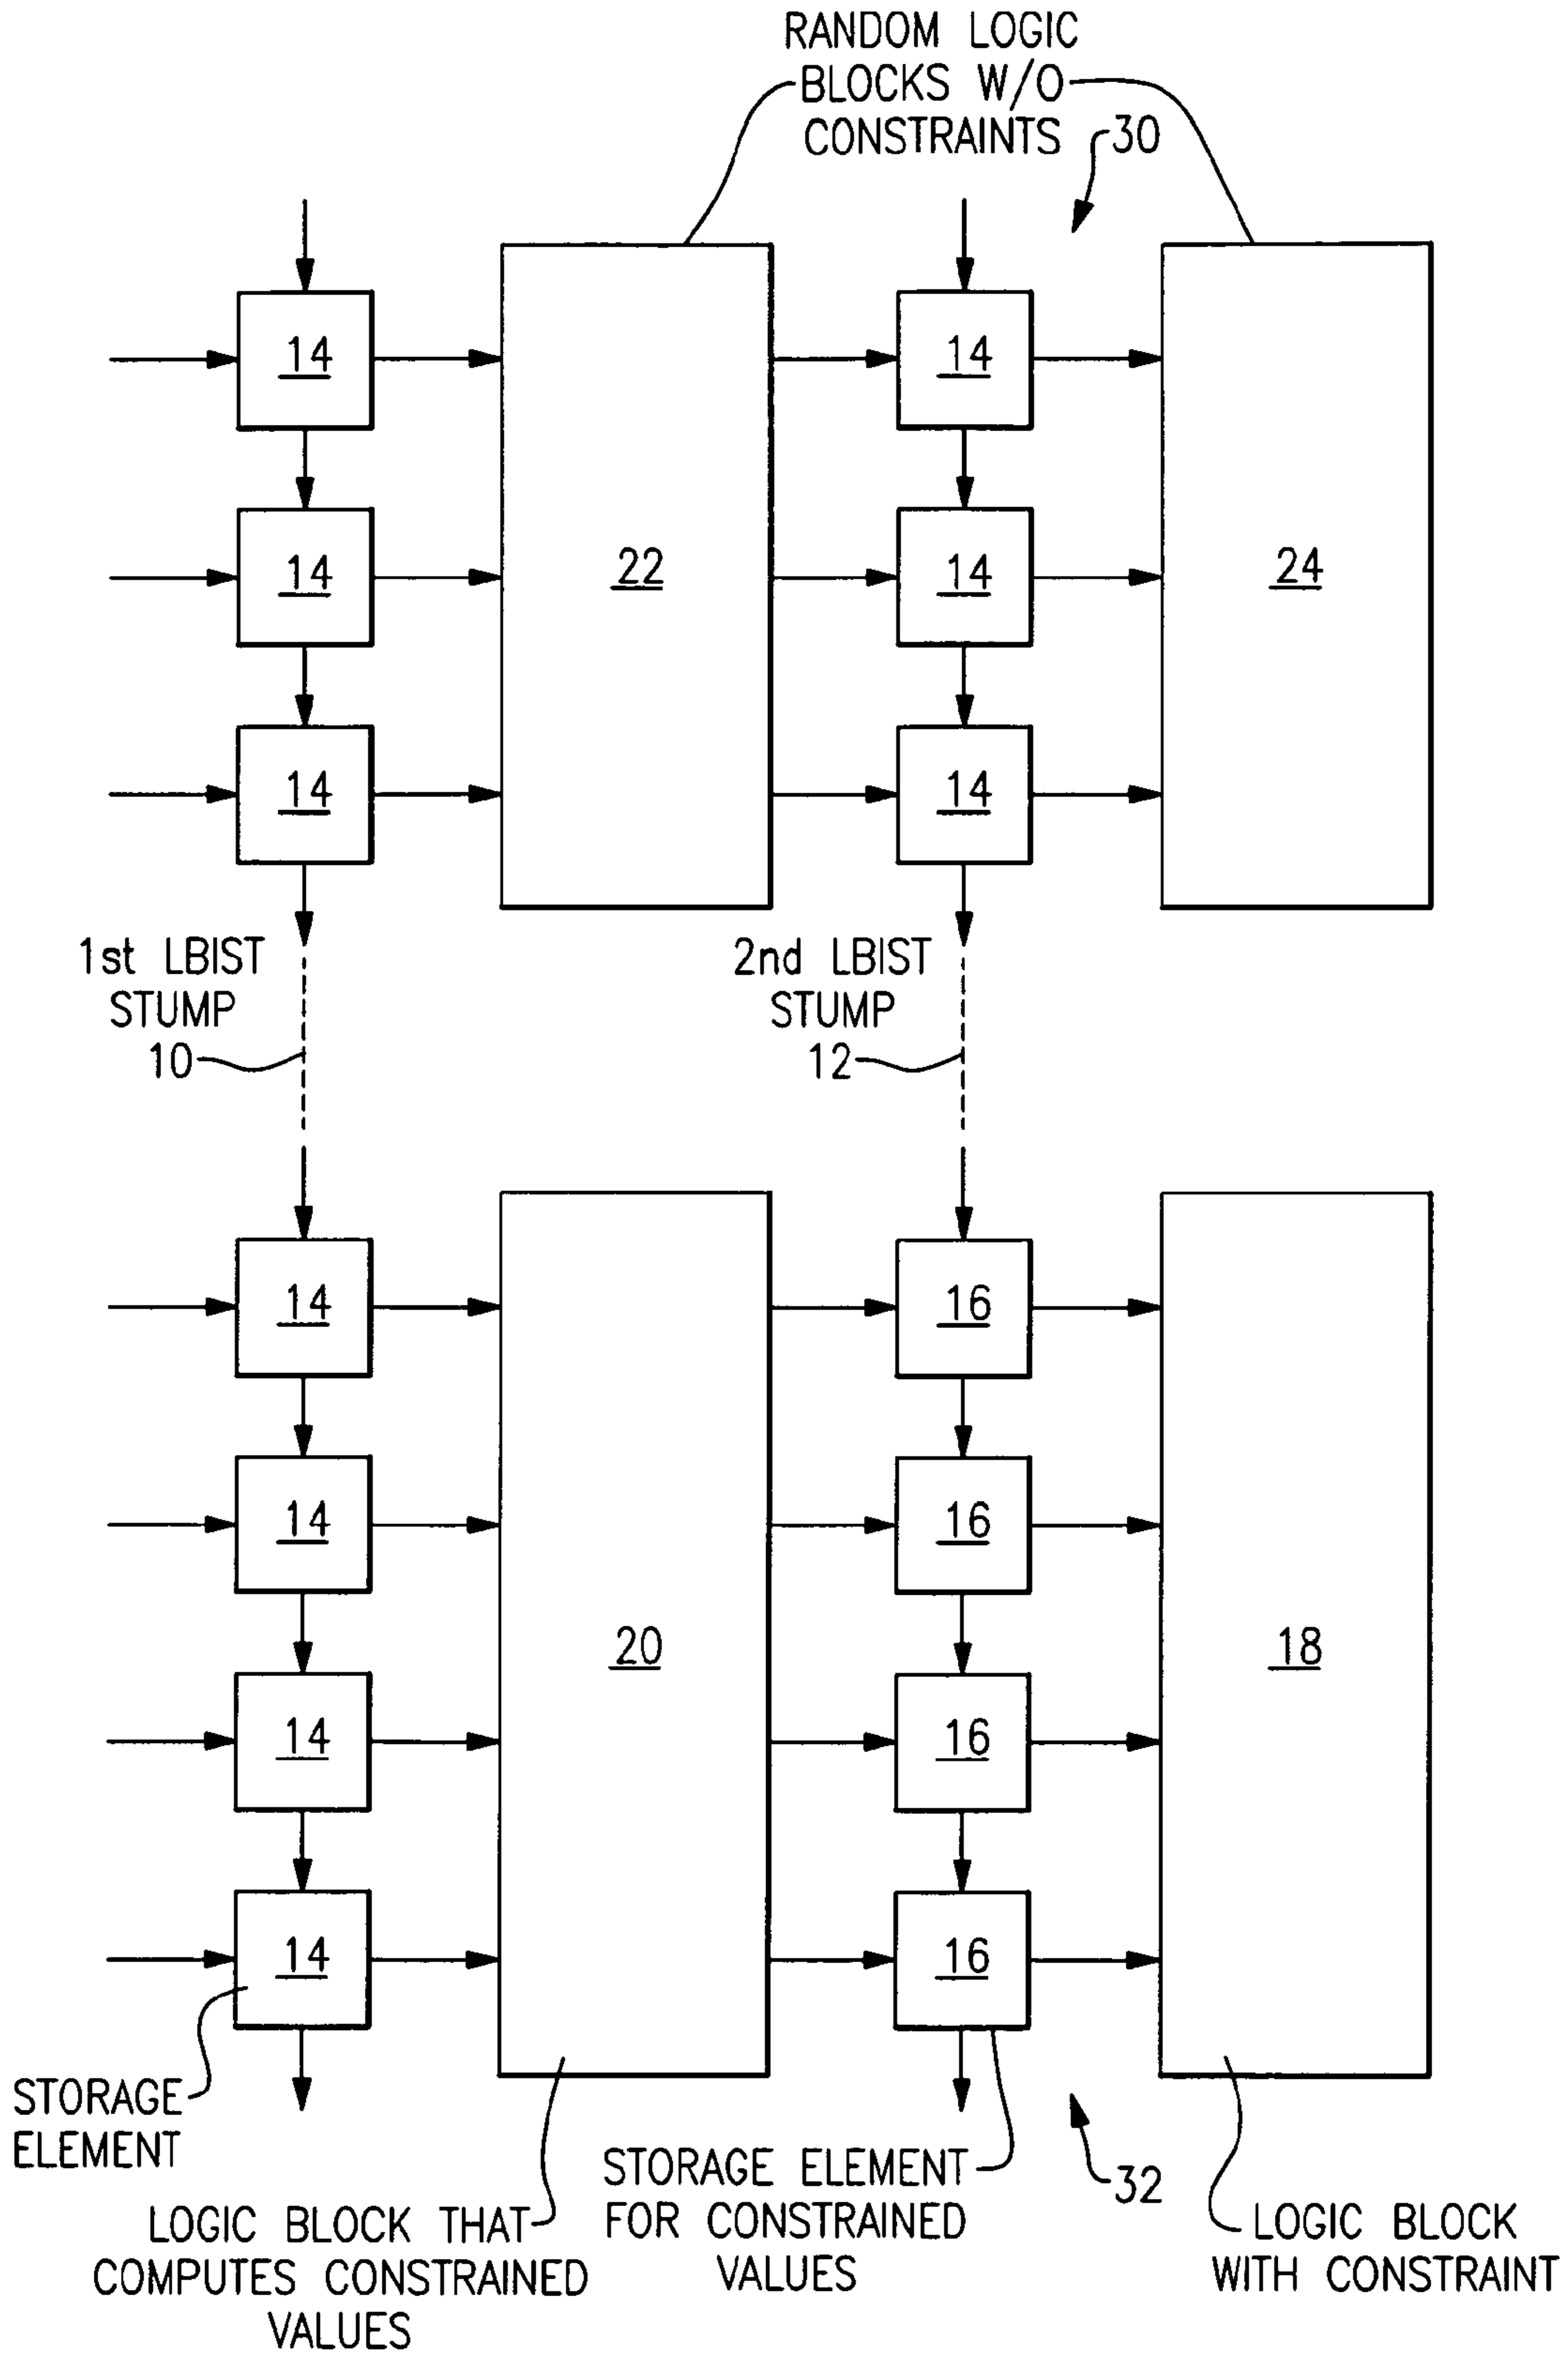 RANDOM LOGIC
BLOCKS W/O
CONSTRAINTS
30
14
14
14
14
22
24
14
14
1st LBIST
STUMP
10
2nd LBIST
STUMP
12
14
16
14
16
20
18
14
16
14
16
STORAGE
ELEMENT
STORAGE ELEMENT
FOR CONSTRAINED
VALUES
32
LOGIC BLOCK THAT
COMPUTES CONSTRAINED
VALUES
LOGIC BLOCK
WITH CONSTRAINT